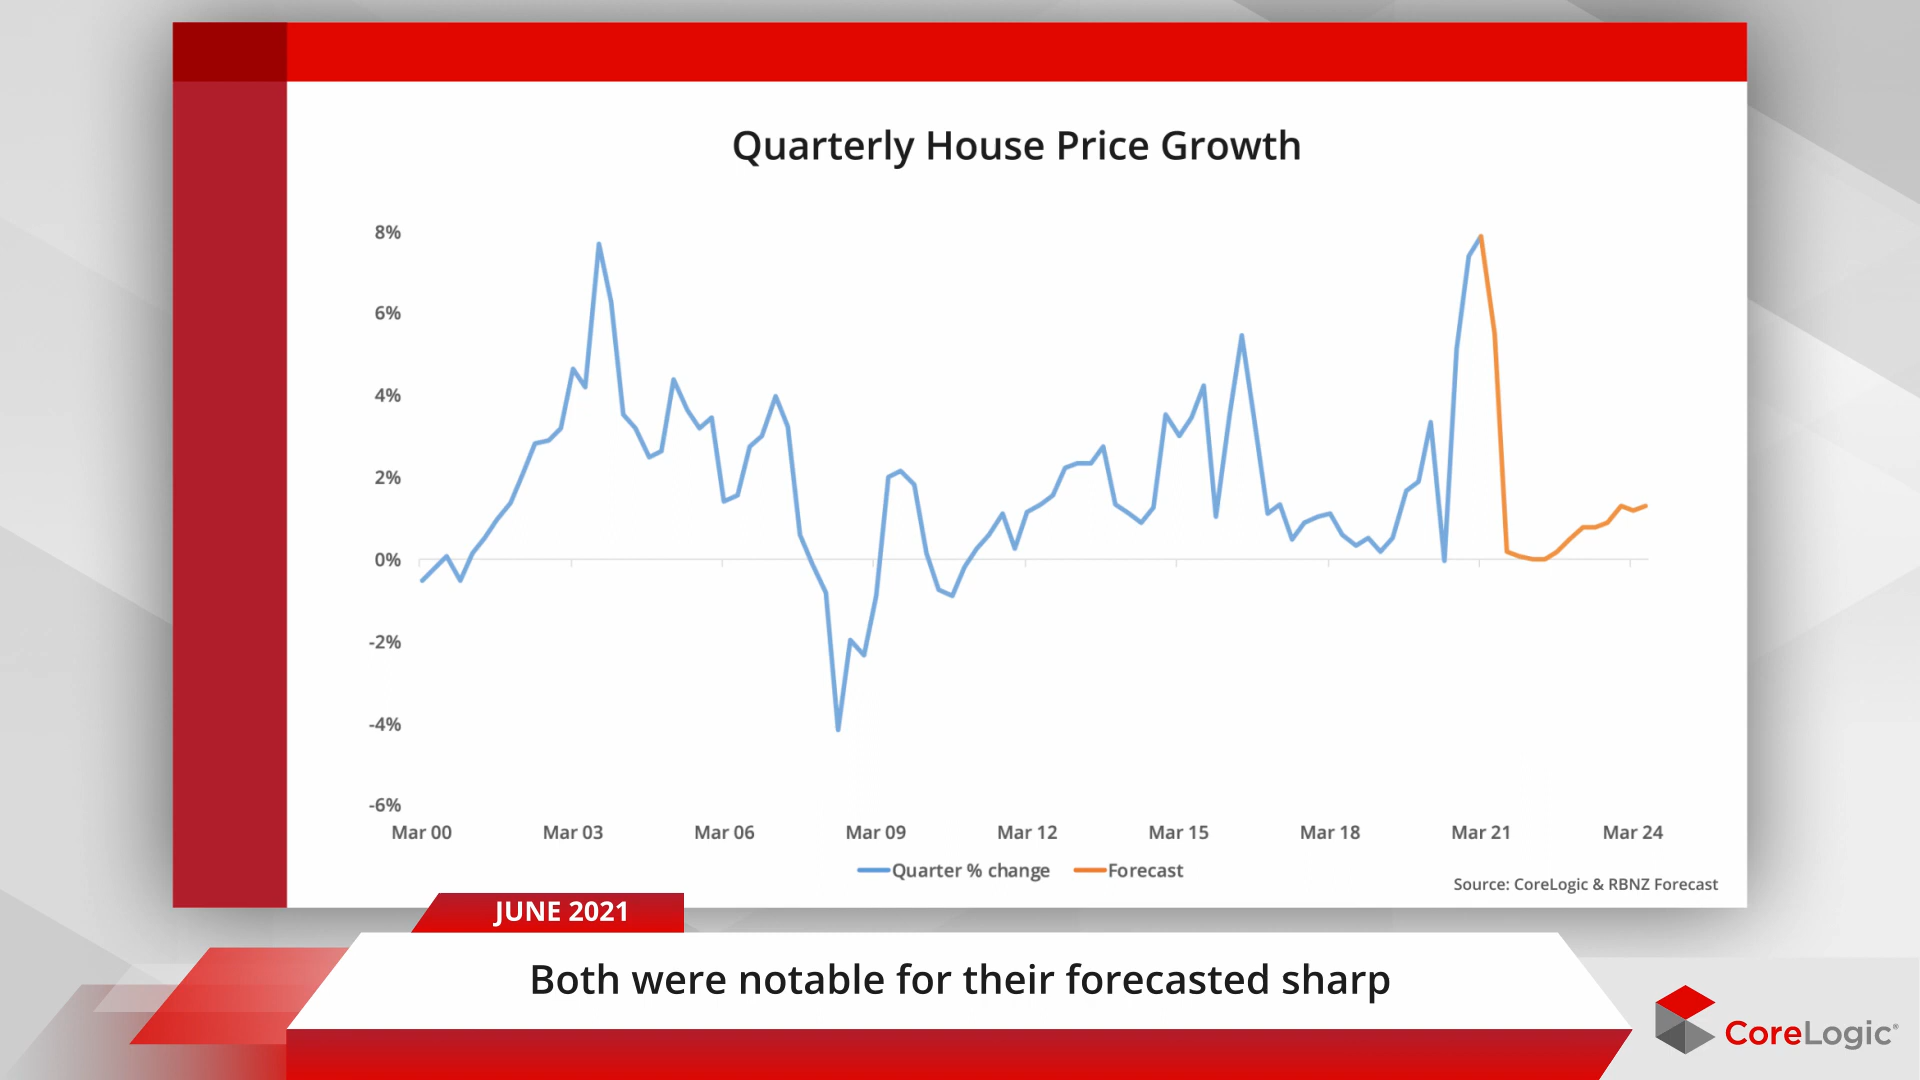 Quarterly House Price Growth
8%
6%
4%
2%
0%
-2%
-4%
-6%
Mar 00 Mar 03 Mar 06 Mar 09 Mar 12 Mar 15 Mar 18 Mar 21 Mar 24
Quarter % change Forecast
Source: CoreLogic & RBNZ Forecast
JUNE 2021
Both were notable for their forecasted sharp
CoreLogic®